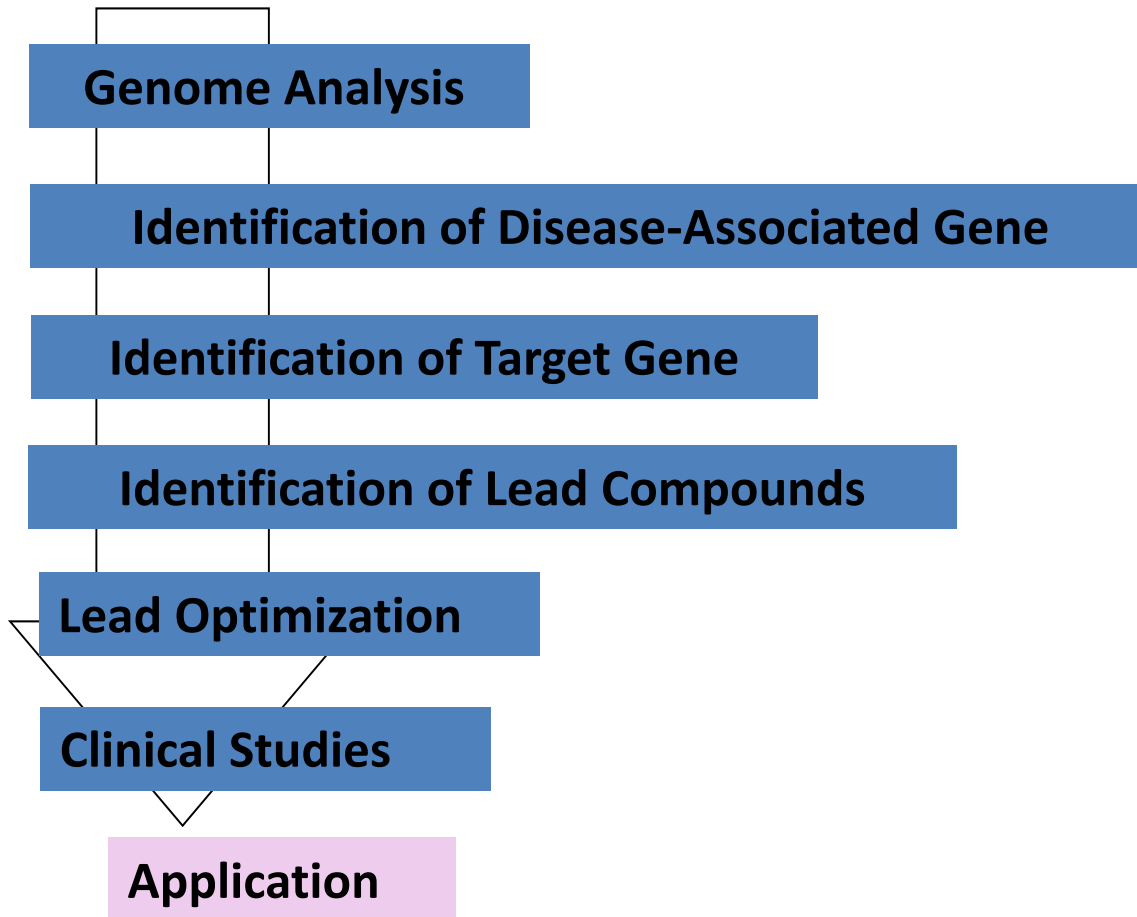 Genome Analysis
Identification of Disease-Associated Gene
Identification of Target Gene
Identification of Lead Compounds
Lead Optimization
Clinical Studies
Application